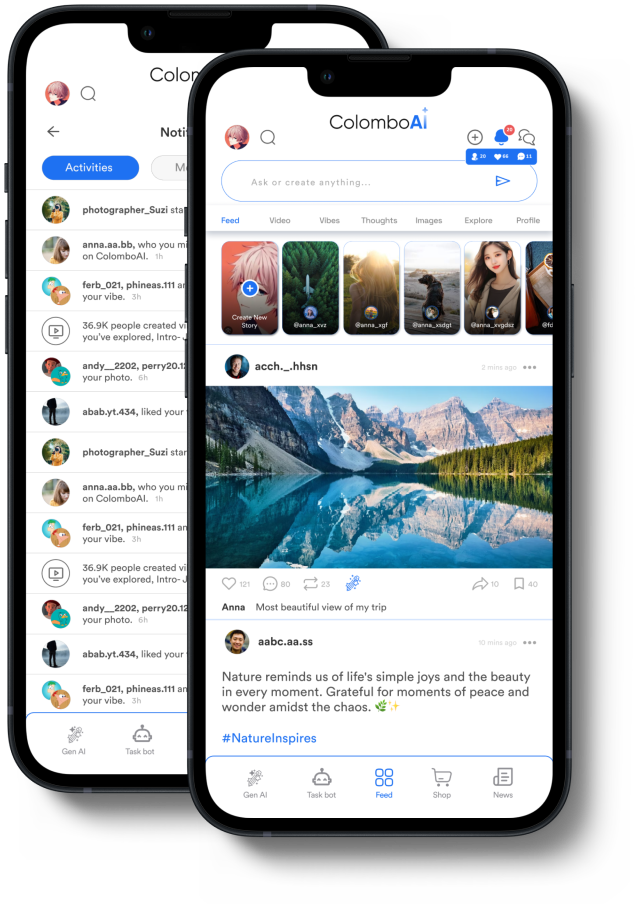 Colom
Noti
Activities
M
photographer_Suzi star
anna.aa.bb, who you mi
on ColomboAI. 1h
ferb_021, phineas.111 an
your vibe. 3h
36.9K people created vi
you've explored, Intro- J
andy__2202, perry20.12
your photo. 6h
abab.yt.434, liked your
photographer_Suzi star
anna.aa.bb, who you mi
on ColomboAI. 1h
ferb_021, phineas.111 an
your vibe. 3h
36.9K people created vi
you've explored, Intro- J
andy__2202, perry20.12
your photo. 6h
abab.yt.434, liked your
ferb_021, phineas.111 an
your vibe. 3h
Gen AI Task bot
ColomboAI
20
20 66 11
Ask or create anything...
Feed Video Vibes Thoughts Images Explore Profile
Create New
Story
@anna_xvz @anna_xgf @anna_xsdgt @anna_xvgdsz @fd
acch._.hhsn 2 mins ago
121 80 23 10 40
Anna Most beautiful view of my trip
aabc.aa.ss 10 mins ago
Nature reminds us of life's simple joys and the beauty
in every moment. Grateful for moments of peace and
wonder amidst the chaos. 🌿✨
#NatureInspires
Gen AI Task bot Feed Shop News